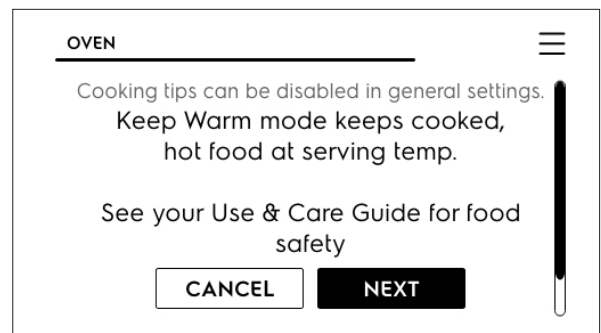 OVEN
Cooking tips can be disabled in general settings.
Keep Warm mode keeps cooked,
hot food at serving temp.
See your Use & Care Guide for food
safety
CANCEL NEXT